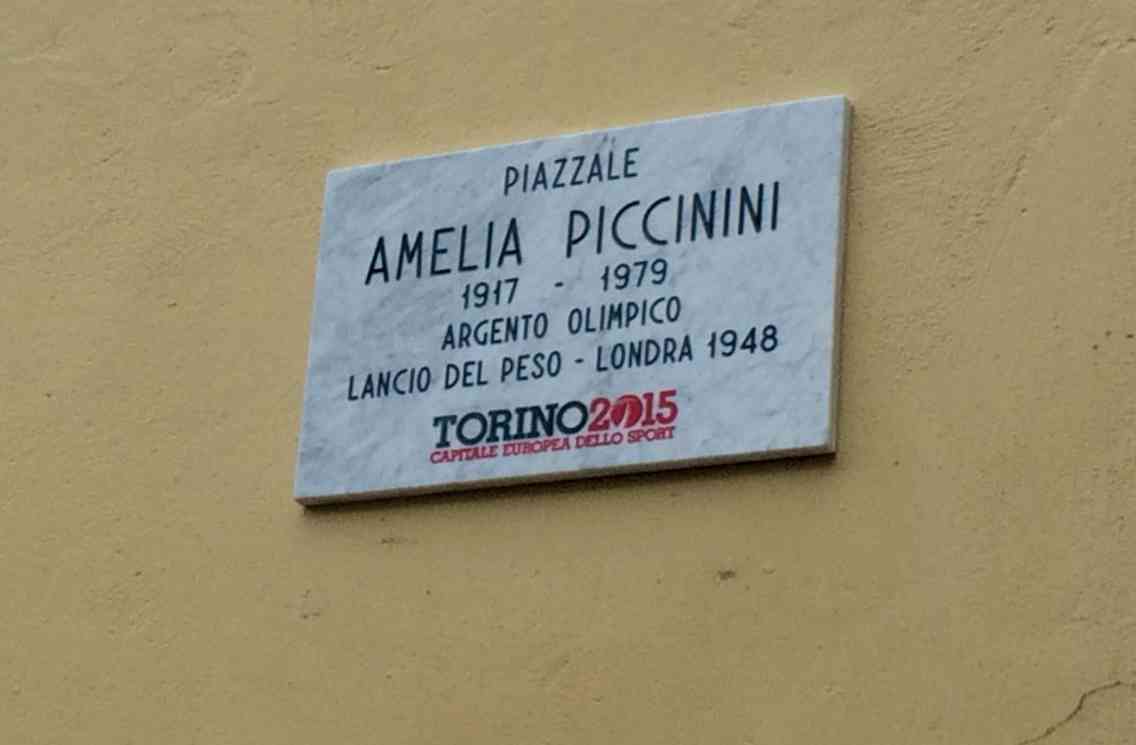 PIAZZALE
AMELIA PICCININI
1917 - 1979
ARGENTO OLIMPICO
LANCIO DEL PESO - LONDRA 1948
TORINO2015
CAPITALE EUROPEA DELLO SPORT